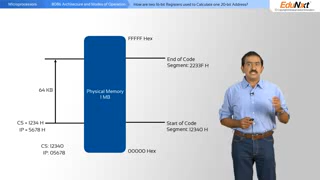 Microprocessors
8086 Architecture and Modes of Operation
How are two 16-bit Registers used to Calculate one 20-bit Address?
EduNxt
FFFFF Hex
End of Code
Segment: 2233F H
64 KB
Physical Memory
1 MB
CS = 1234 H
IP = 5678 H
Start of Code
Segment: 12340 H
CS: 12340
IP: 05678
00000 Hex